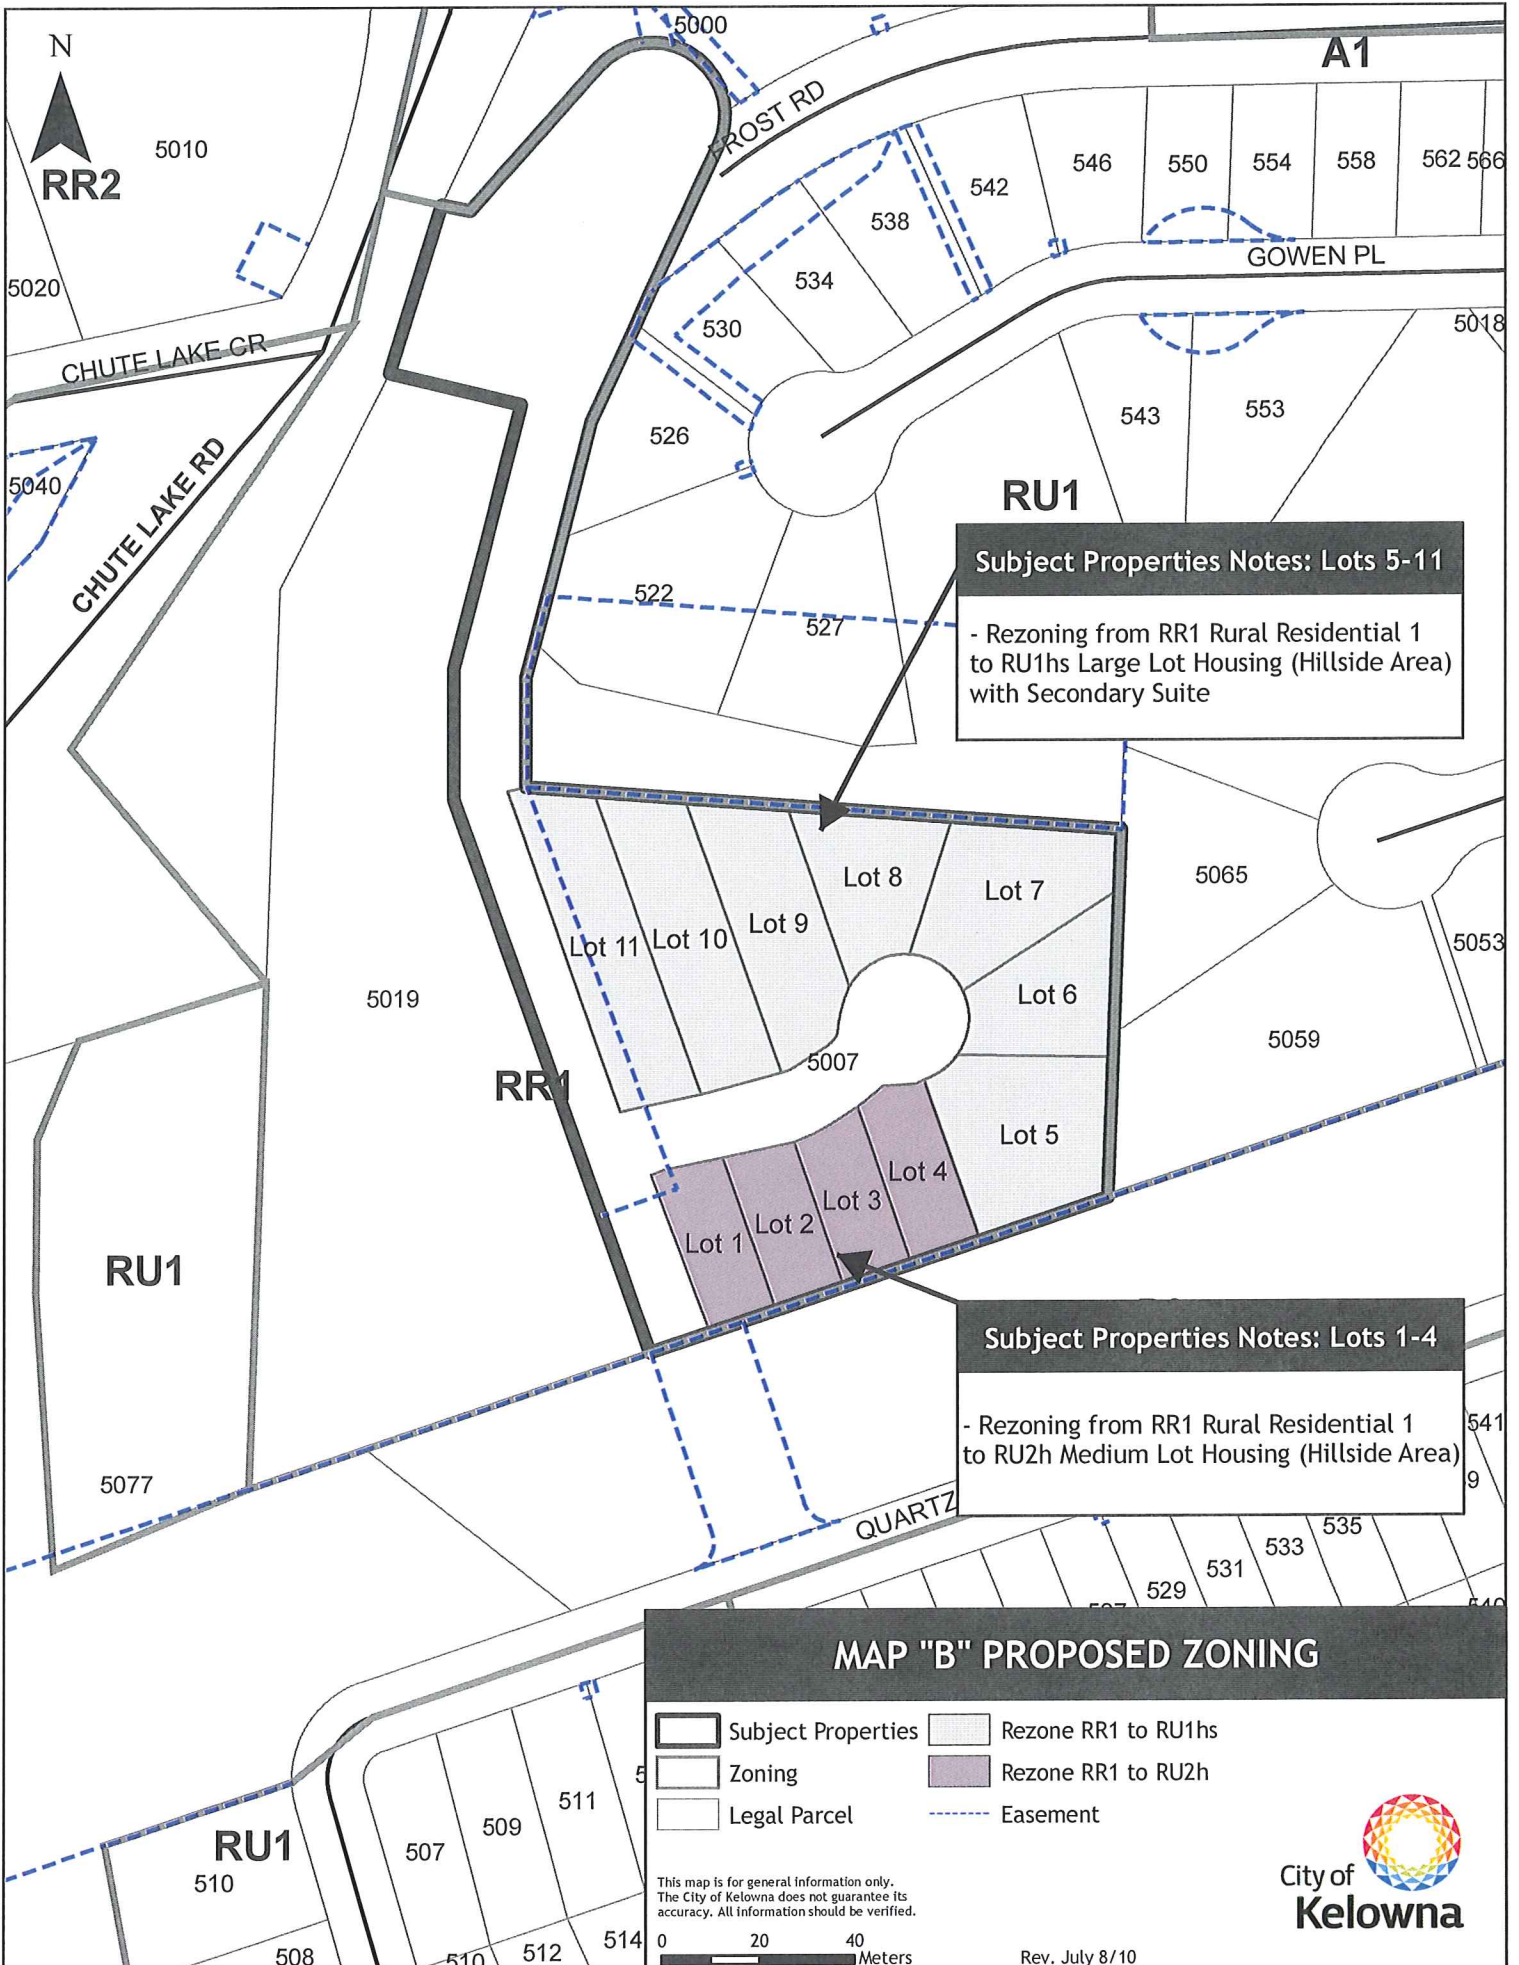 N
RR2
5010
5020
5000
FROST RD
A1
546
550
554
558
562
566
542
538
534
530
526
GOWEN PL
5018
543
553
CHUTE LAKE CR
CHUTE LAKE RD
5040
RU1
522
527
Subject Properties Notes: Lots 5-11
- Rezoning from RR1 Rural Residential 1
to RU1hs Large Lot Housing (Hillside Area)
with Secondary Suite
Lot 8
Lot 7
Lot 9
Lot 10
Lot 11
Lot 6
5065
5053
5059
5019
5007
RR1
Lot 5
Lot 4
Lot 3
Lot 2
Lot 1
RU1
5077
Subject Properties Notes: Lots 1-4
- Rezoning from RR1 Rural Residential 1
to RU2h Medium Lot Housing (Hillside Area)
541
9
QUARTZ
535
533
531
529
MAP "B" PROPOSED ZONING
Subject Properties
Rezone RR1 to RU1hs
Zoning
Rezone RR1 to RU2h
Legal Parcel
Easement
This map is for general information only.
The City of Kelowna does not guarantee its
accuracy. All information should be verified.
0 20 40
Meters
Rev. July 8/10
City of
Kelowna
511
509
507
RU1
510
508
510
512
514